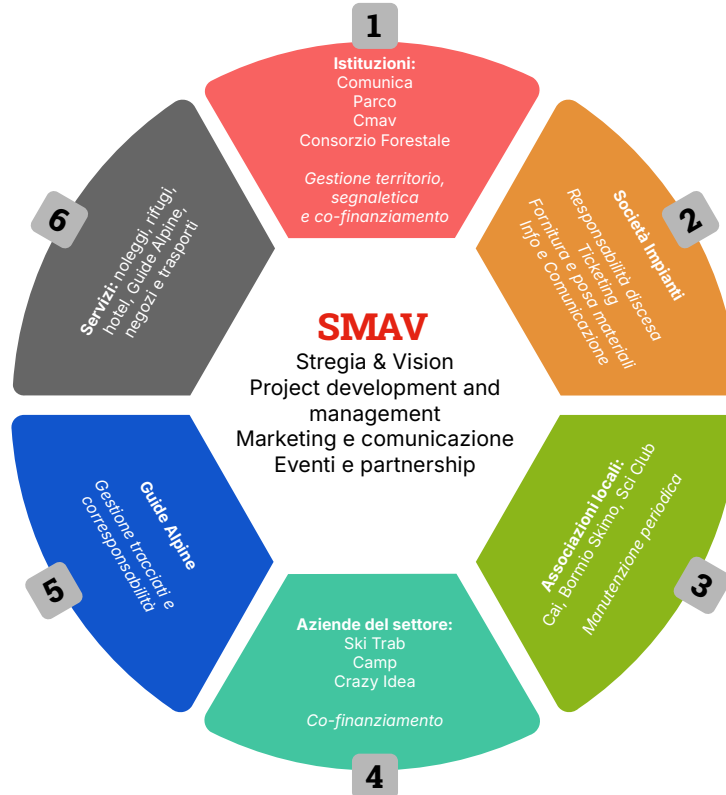 1
Istituzioni:
Comunica
Parco
Cmav
Consorzio Forestale
Gestione territorio,
segnaletica
e co-finanziamento
2
Società Impianti
Responsabilità discesa
Ticketing
Fornitura e posa materiali
Info e Comunicazione
3
Associazioni locali:
Cai, Bormio Skimo, Sci Club
Manutenzione periodica
4
Aziende del settore:
Ski Trab
Camp
Crazy Idea
Co-finanziamento
5
Guide Alpine
Gestione tracciati e
corresponsabilità
6
Servizi: noleggi, rifugi,
hotel, Guide Alpine,
negozi e trasporti
SMAV
Stregia & Vision
Project development and
management
Marketing e comunicazione
Eventi e partnership